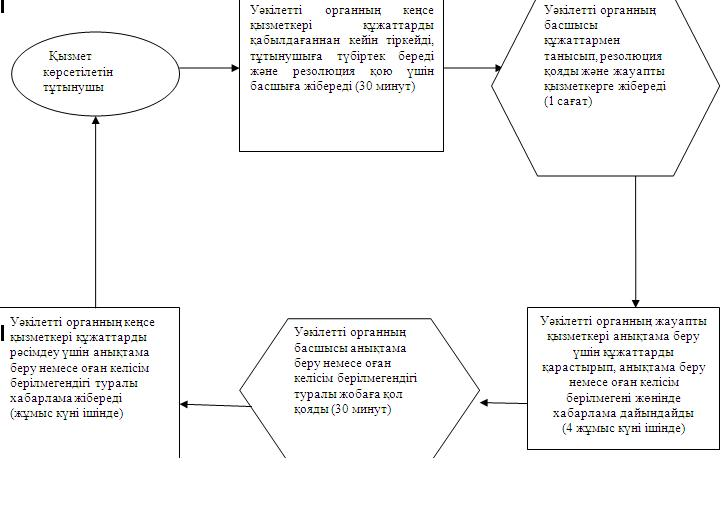 Қызмет
көрсетілетін
тұтынушы
Уәкілетті органның кеңсе
қызметкері құжаттарды
қабылдағаннан кейін тіркейді,
тұтынушыға түбіртек береді
және резолюция қою үшін
басшыға жібереді (30 минут)
Уәкілетті органның
басшысы
құжаттармен
танысып, резолюция
қояды және жауапты
қызметкерге жібереді
(1 сағат)
Уәкілетті органның жауапты
қызметкері анықтама беру
үшін құжаттарды
қарастырып, анықтама беру
немесе оған келісім
берілмегені жөнінде
хабарлама дайындайды
(4 жұмыс күні ішінде)
Уәкілетті органның
басшысы анықтама
беру немесе оған
келісім берілмегендігі
туралы жобаға қол
қояды (30 минут)
Уәкілетті органның кеңсе
қызметкері құжаттарды
рәсімдеу үшін анықтама
беру немесе оған келісім
берілмегендігі туралы
хабарлама жібереді
(жұмыс күні ішінде)